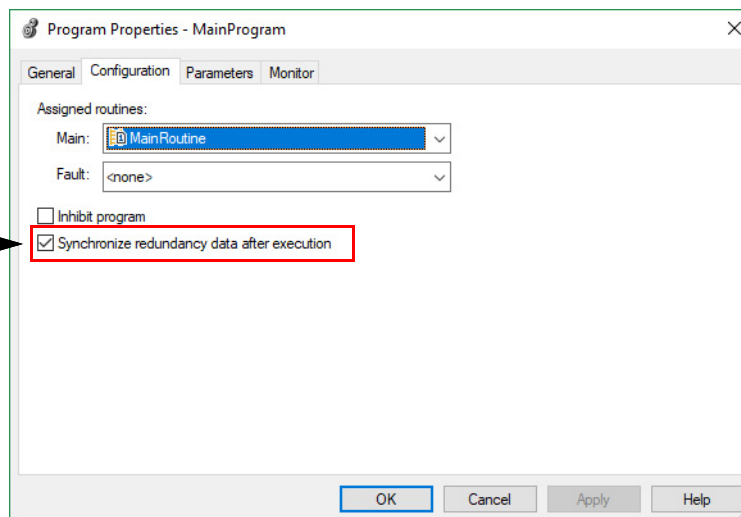 Program Properties - MainProgram
General Configuration Parameters Monitor
Assigned routines:
Main: MainRoutine
Fault: <none>
Inhibit program
Synchronize redundancy data after execution
OK Cancel Apply Help